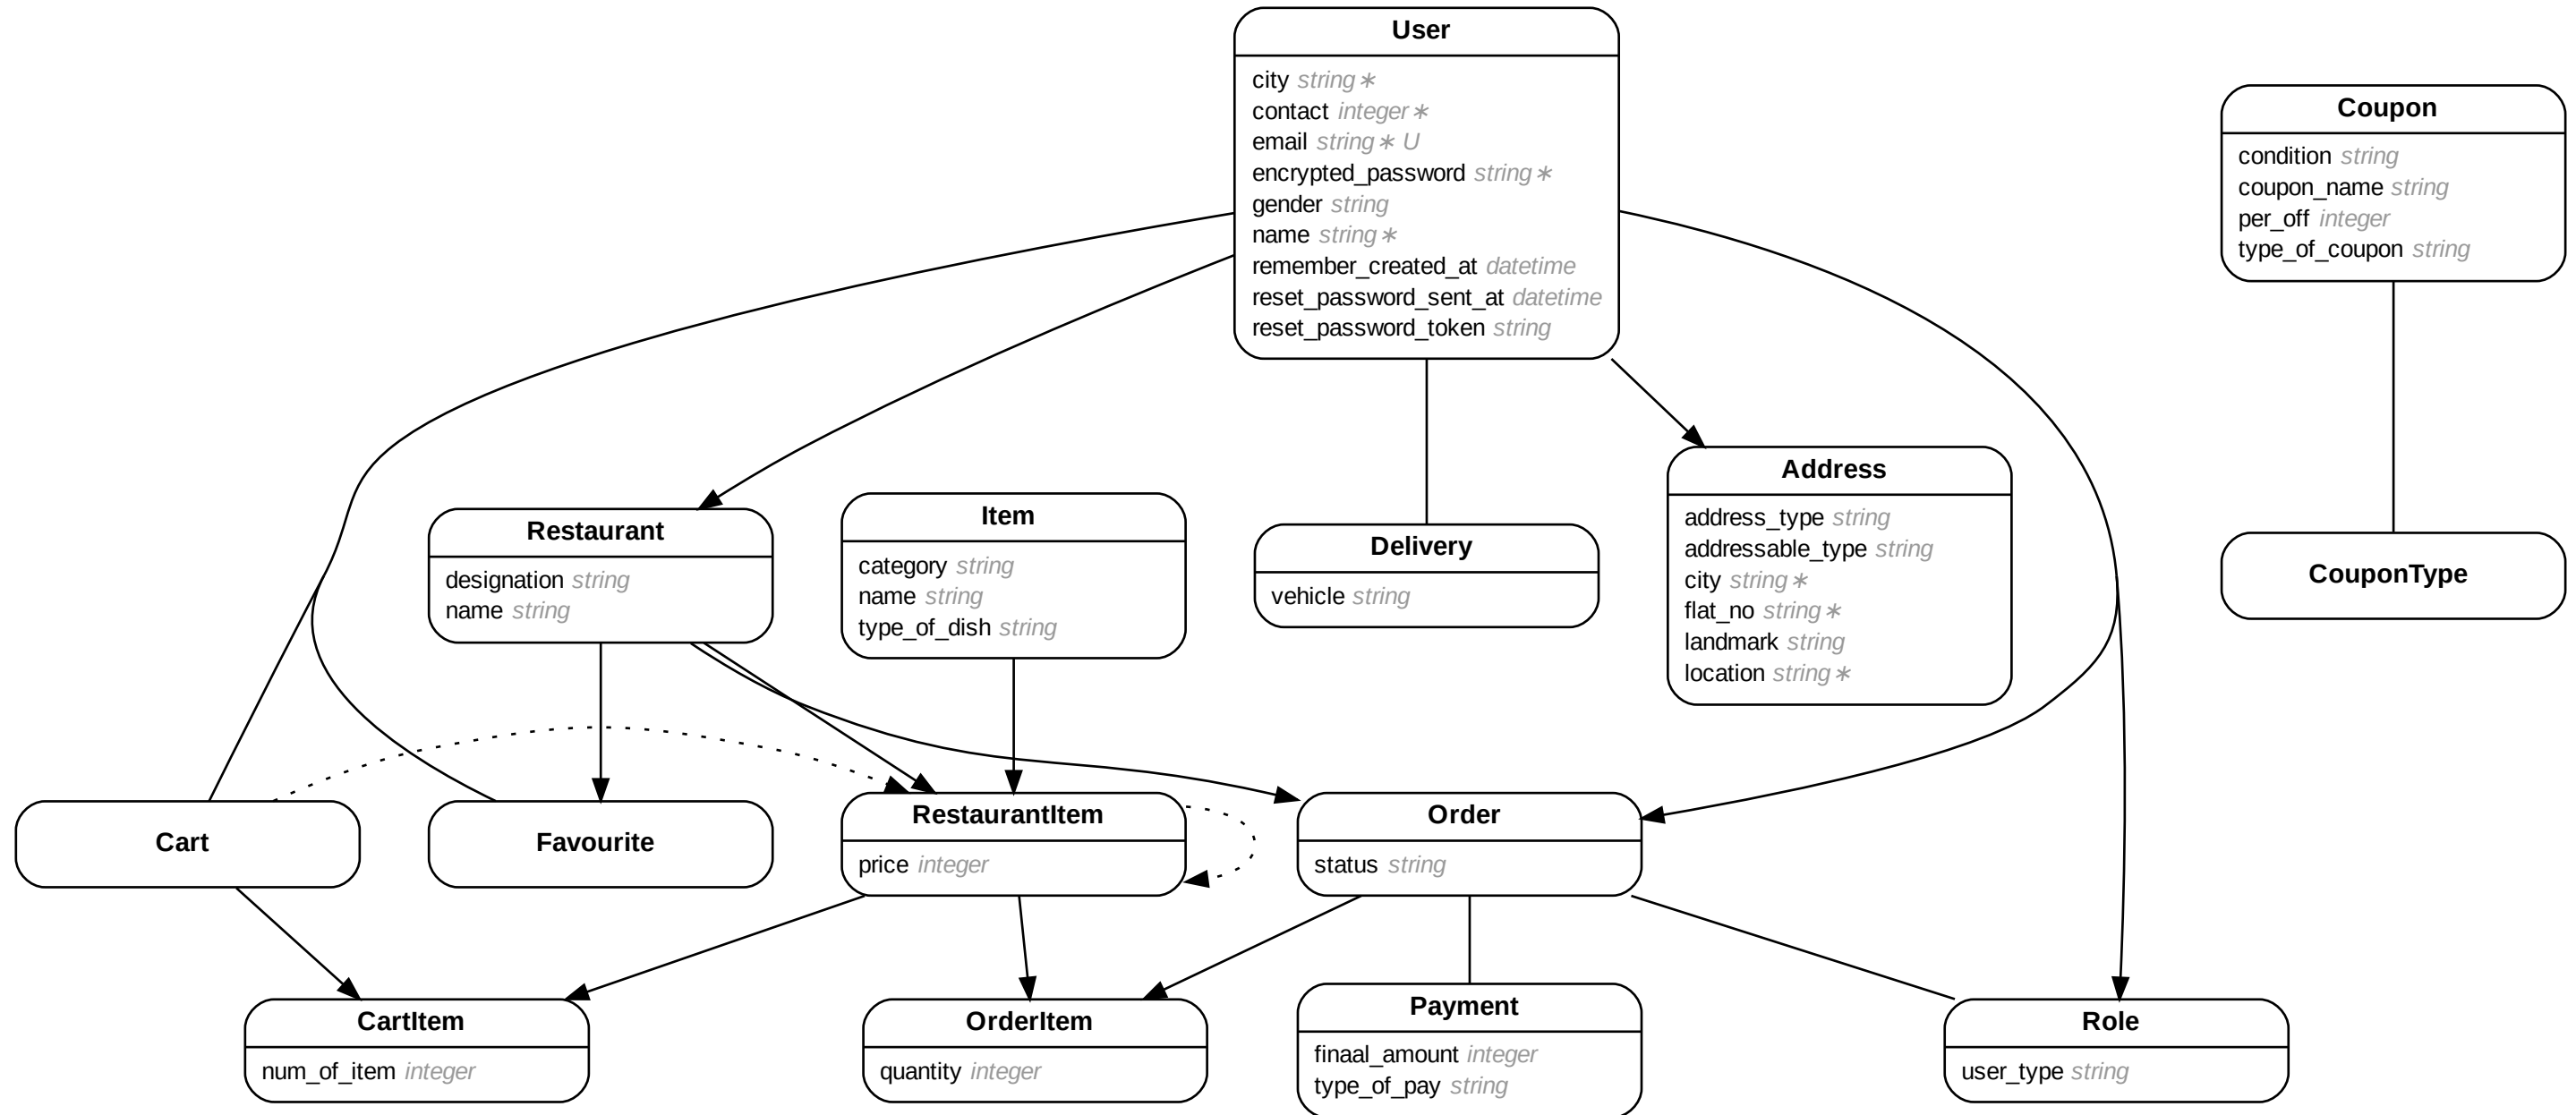 User
city string∗
contact integer∗
email string∗ U
encrypted_password string∗
gender string
name string∗
remember_created_at datetime
reset_password_sent_at datetime
reset_password_token string
Coupon
condition string
coupon_name string
per_off integer
type_of_coupon string
Restaurant
designation string
name string
Item
category string
name string
type_of_dish string
Delivery
vehicle string
Address
address_type string
addressable_type string
city string∗
flat_no string∗
landmark string
location string∗
CouponType
Cart
Favourite
RestaurantItem
price integer
Order
status string
CartItem
num_of_item integer
OrderItem
quantity integer
Payment
finaal_amount integer
type_of_pay string
Role
user_type string